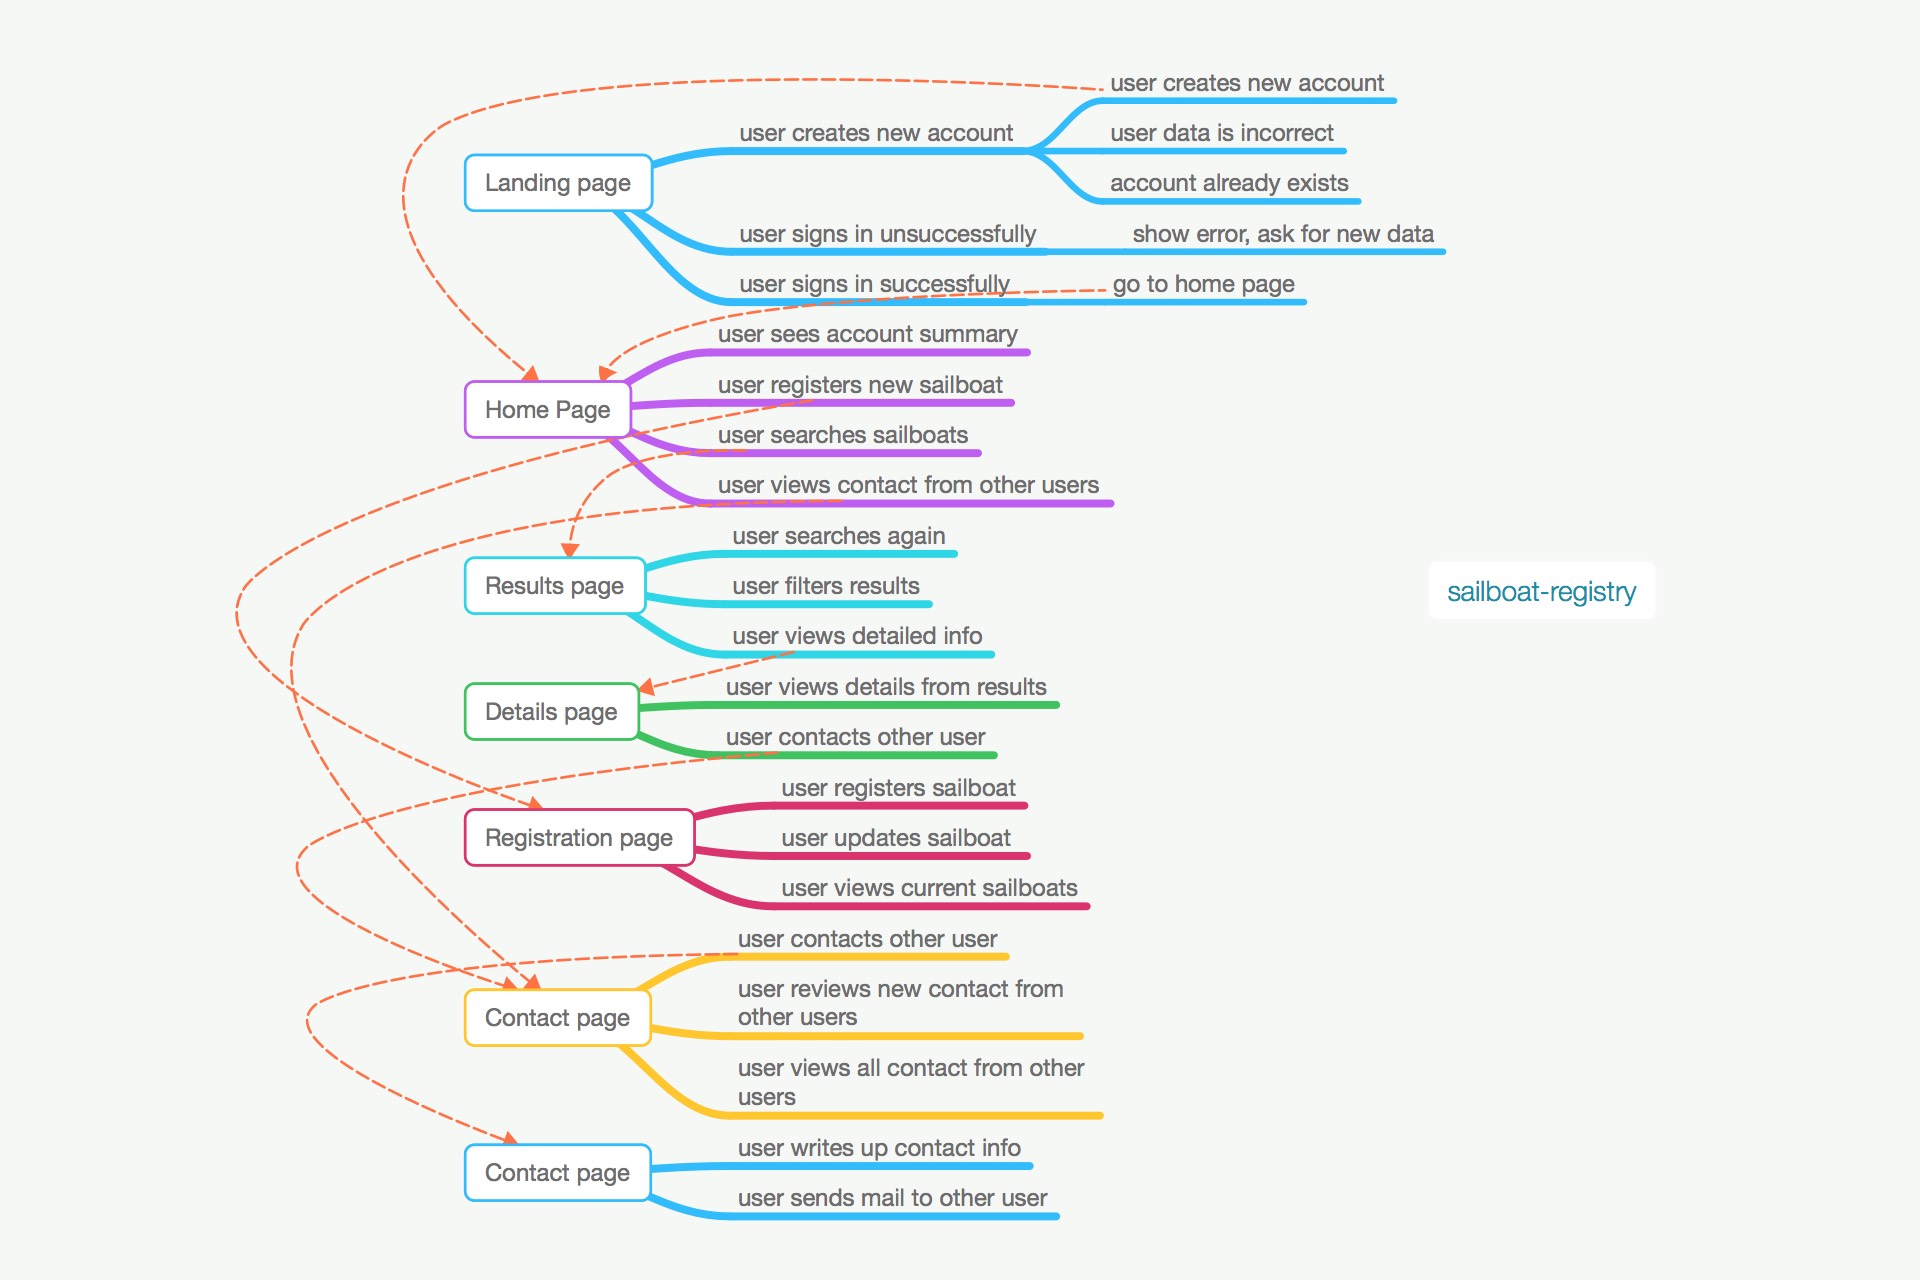 user creates new account
user creates new account
user data is incorrect
Landing page
account already exists
user signs in unsuccessfully
show error, ask for new data
user signs in successfully
go to home page
user sees account summary
user registers new sailboat
Home Page
user searches sailboats
user views contact from other users
user searches again
Results page
user filters results
sailboat-registry
user views detailed info
user views details from results
Details page
user contacts other user
user registers sailboat
Registration page
user updates sailboat
user views current sailboats
user contacts other user
user reviews new contact from
other users
Contact page
user views all contact from other
users
user writes up contact info
Contact page
user sends mail to other user